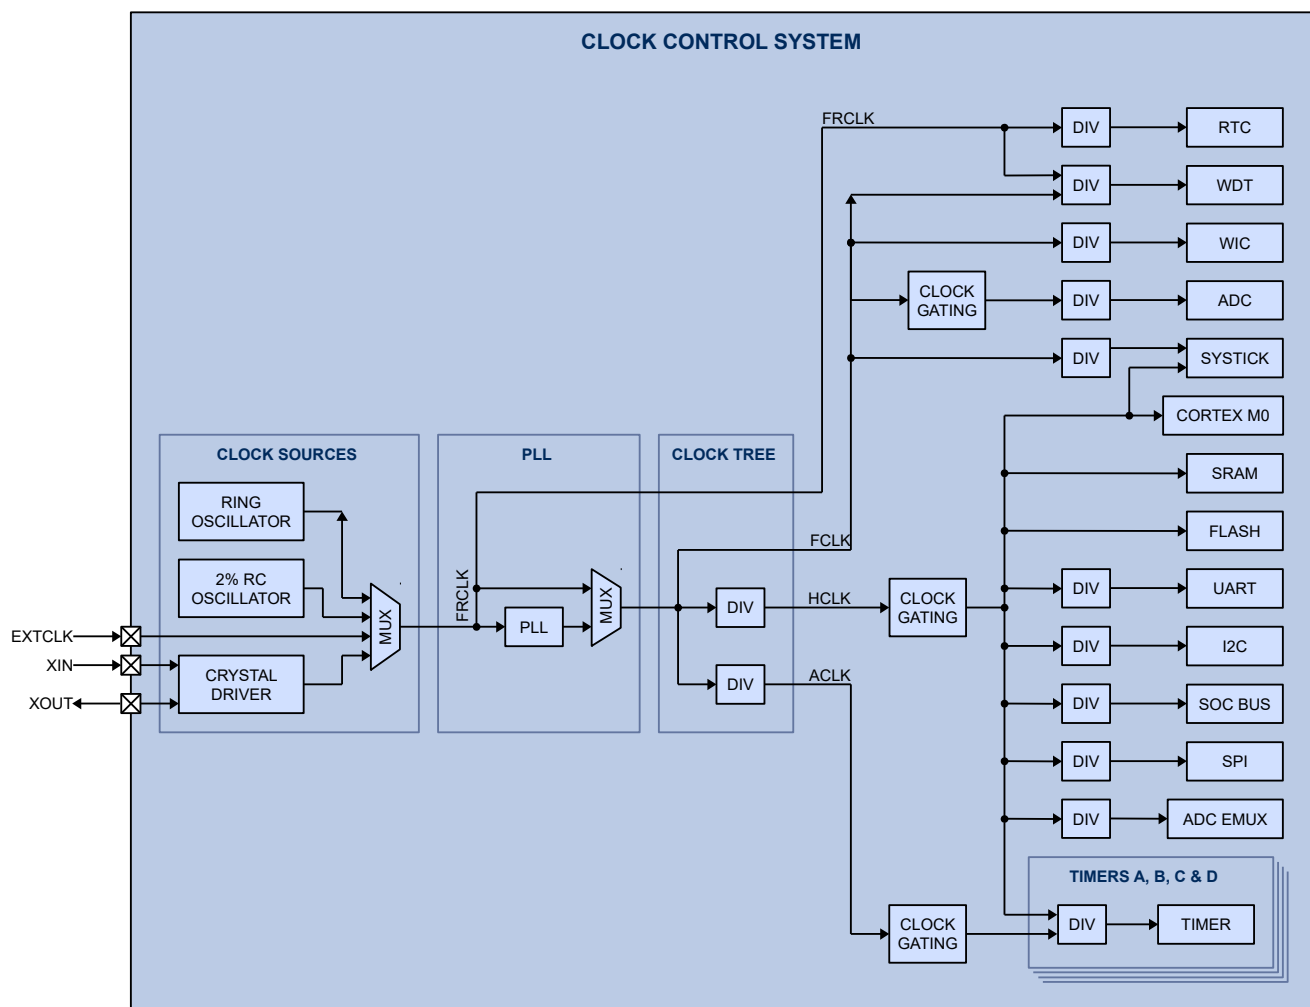 CLOCK CONTROL SYSTEM
FRCLK
DIV
RTC
DIV
WDT
DIV
WIC
CLOCK
GATING
DIV
ADC
DIV
SYSTICK
CORTEX M0
CLOCK SOURCES
PLL
CLOCK TREE
SRAM
RING
OSCILLATOR
FLASH
FCLK
2% RC
OSCILLATOR
MUX
FRCLK
PLL
MUX
DIV
HCLK
CLOCK
GATING
DIV
UART
EXTCLK
XIN
XOUT
CRYSTAL
DRIVER
DIV
ACLK
DIV
I2C
DIV
SOC BUS
DIV
SPI
DIV
ADC EMUX
TIMERS A, B, C & D
CLOCK
GATING
DIV
TIMER